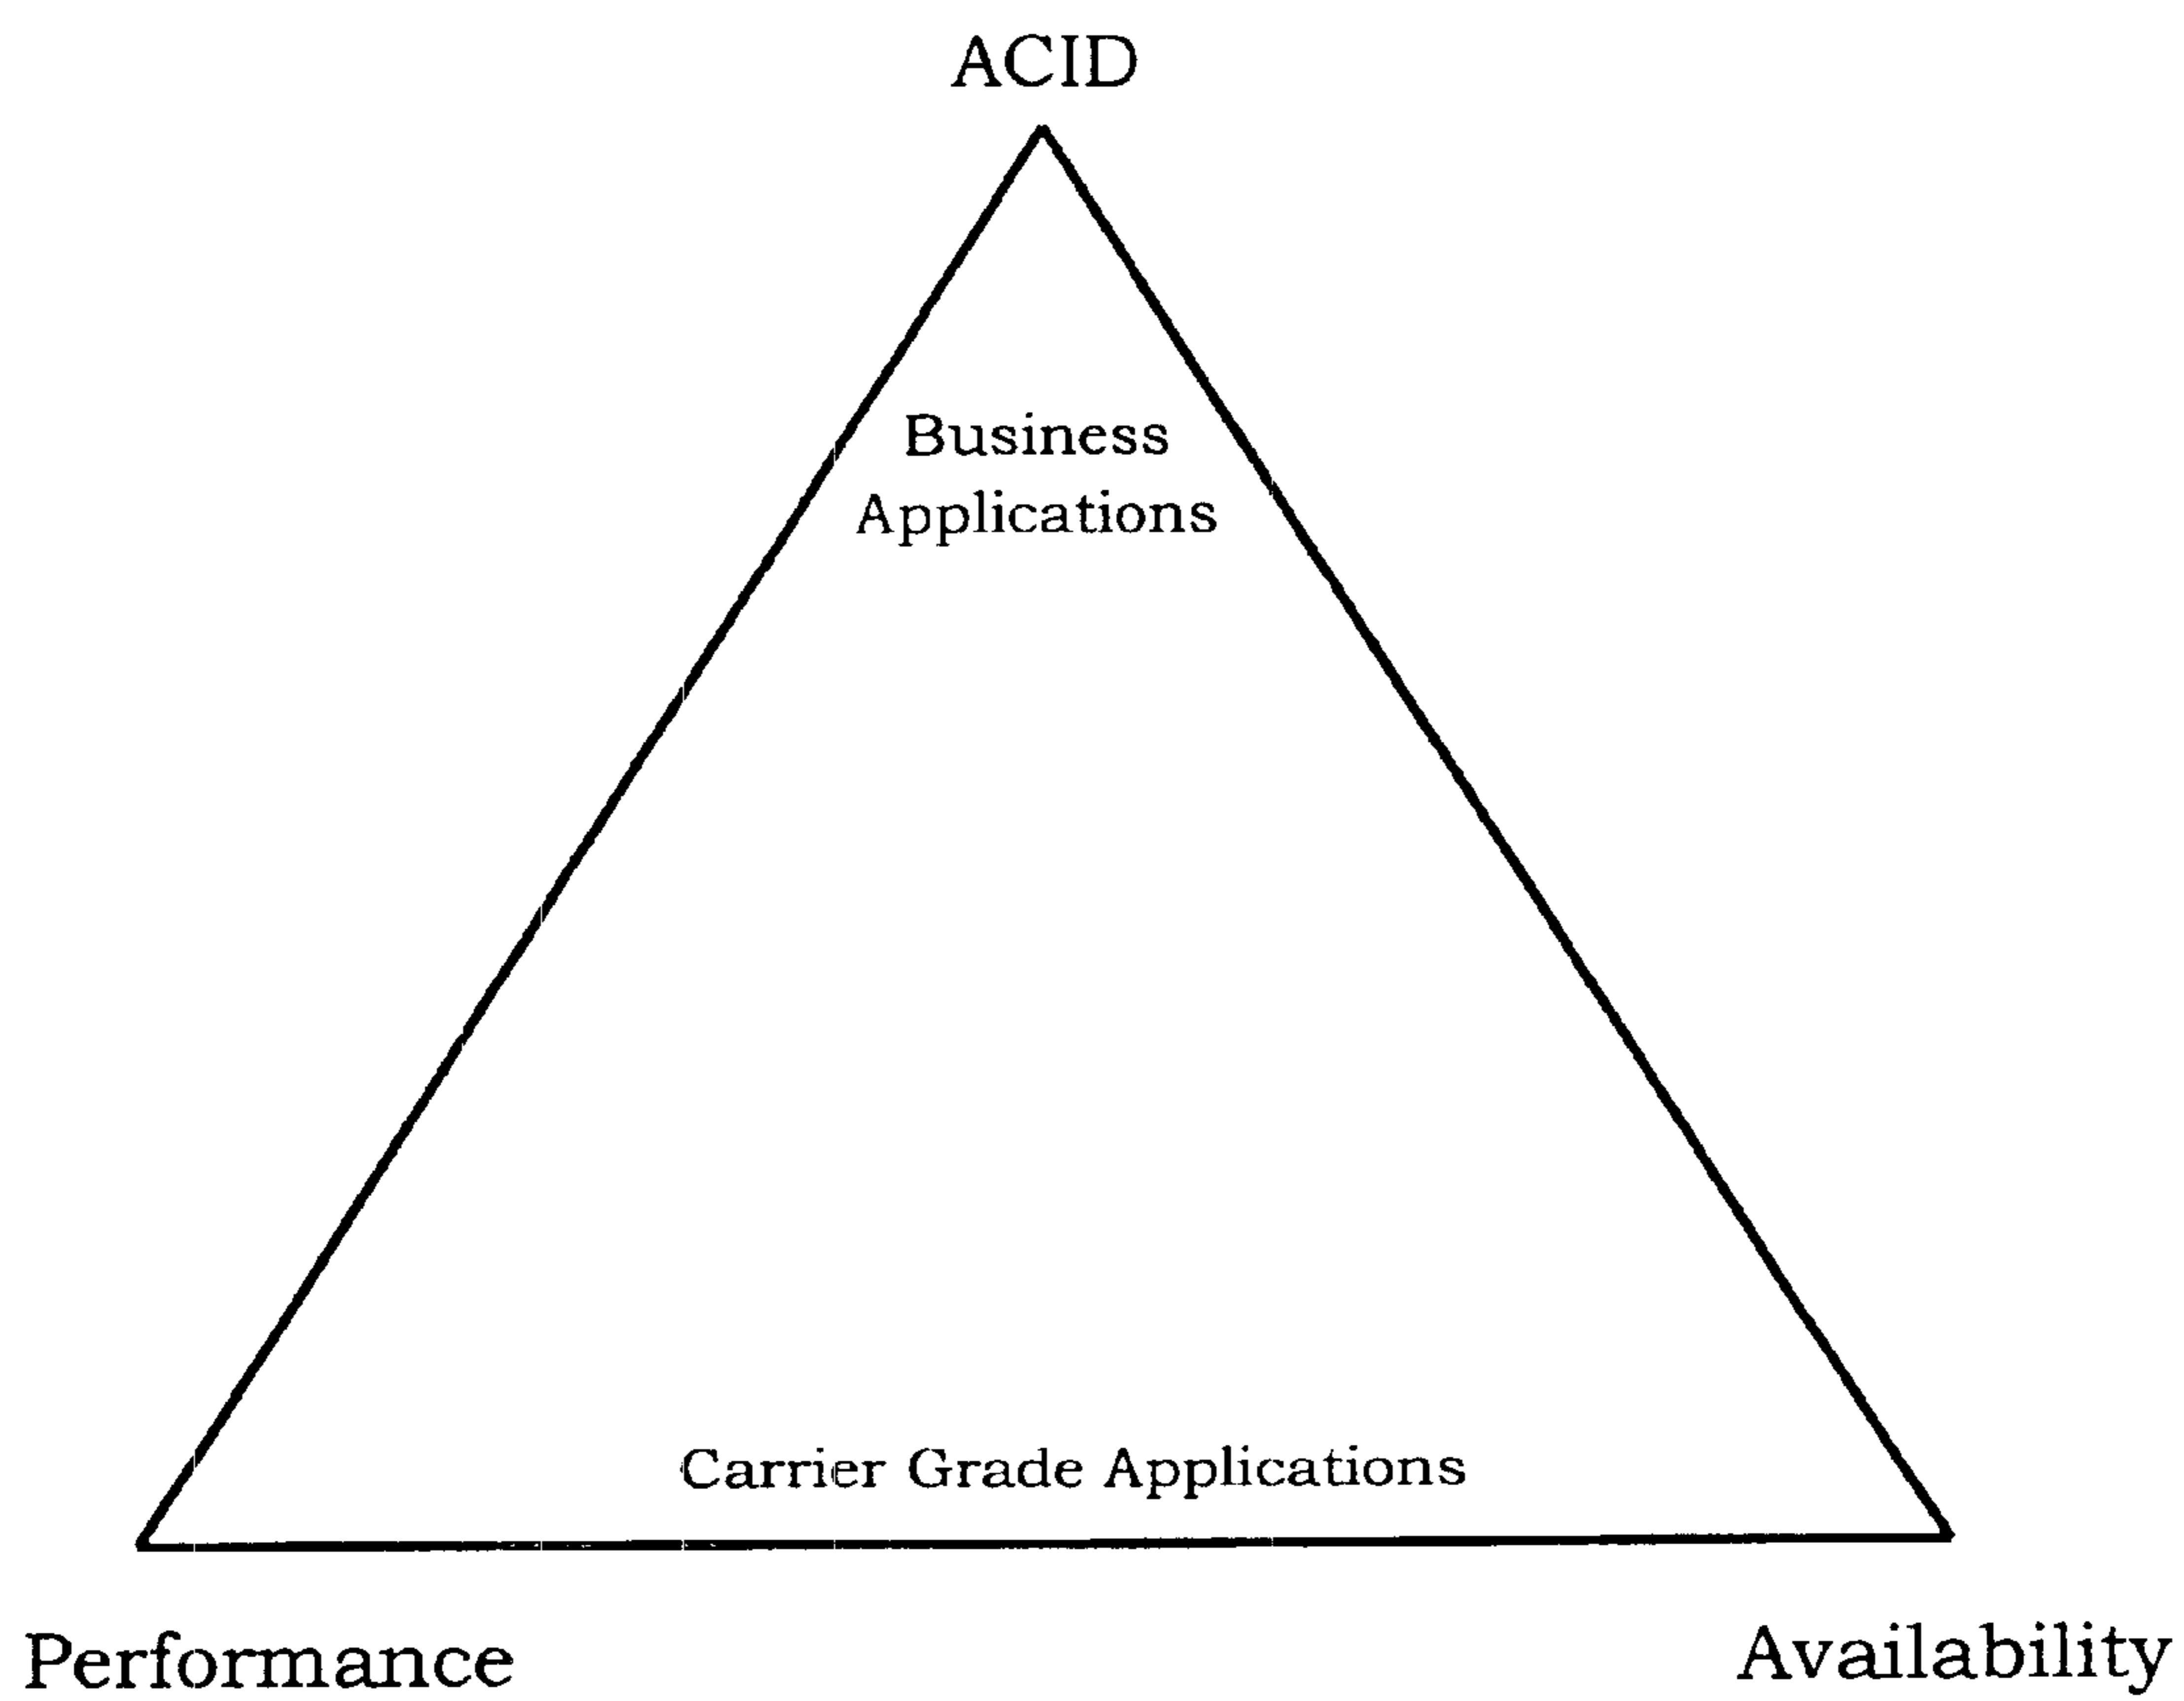 ACID
Business
Applications
Carrier Grade Applications
Performance
Availability